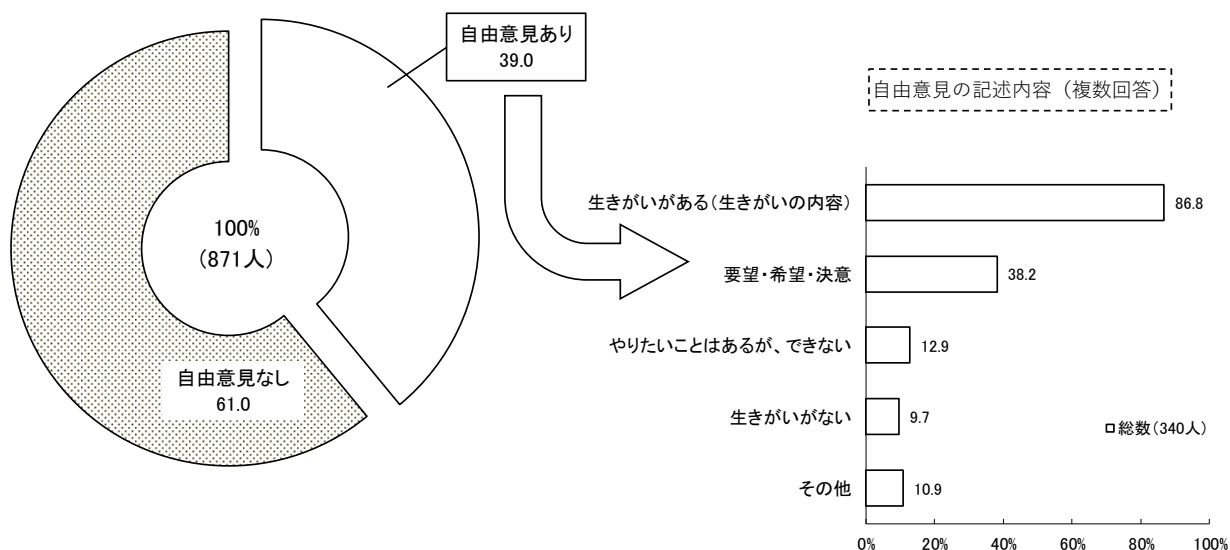 自由意見あり
39.0
100%
(871人)
自由意見なし
61.0
自由意見の記述内容（複数回答）
生きがいがある（生きがいの内容）
86.8
要望・希望・決意
38.2
やりたいことはあるが、できない
12.9
生きがいがない
9.7
その他
10.9
総数（340人）
0%
20%
40%
60%
80%
100%